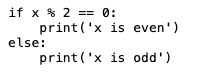 if x % 2 == 0:
    print('x is even')
else:
    print('x is odd')